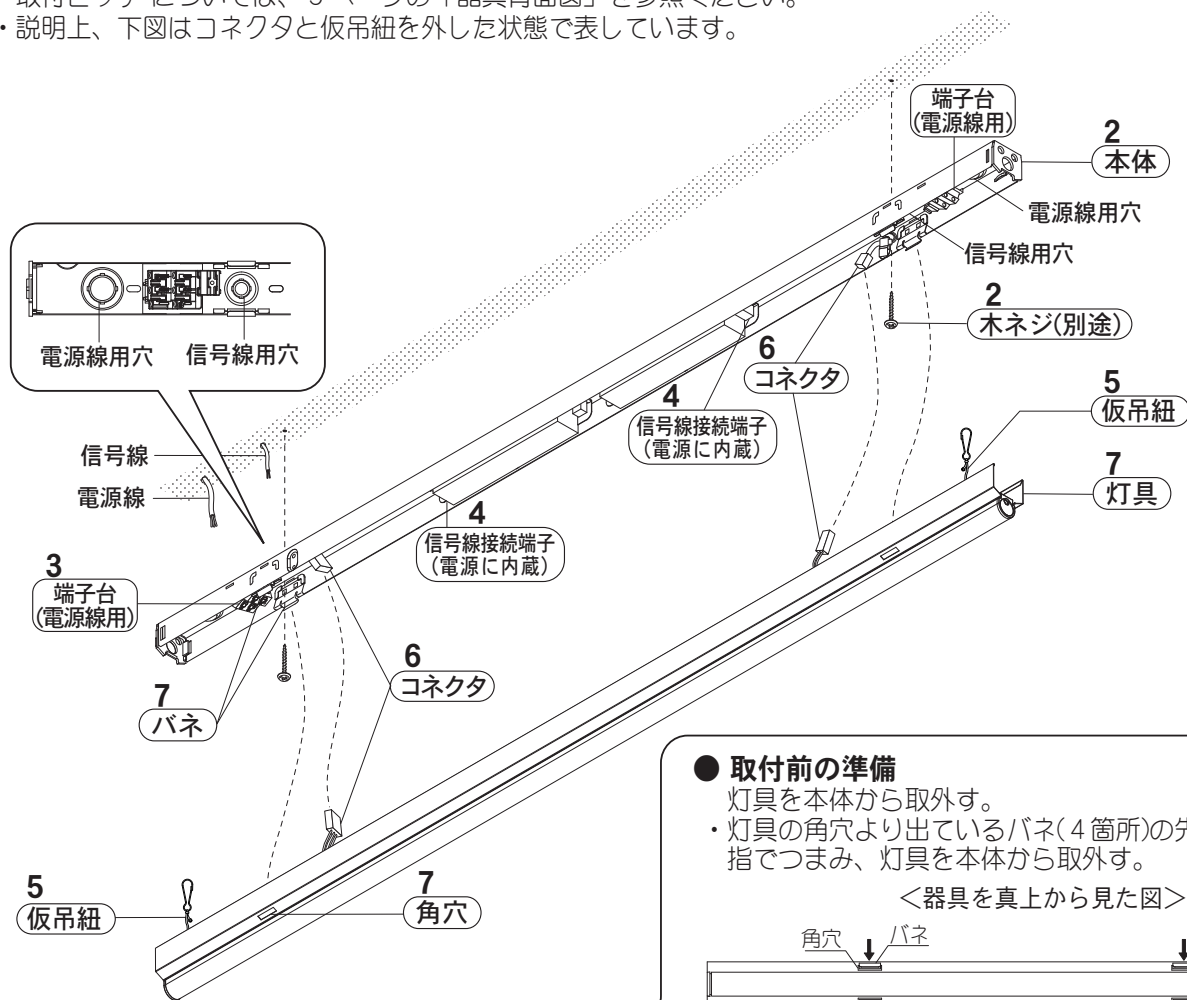 ・説明上、下図はコネクタと仮吊紐を外した状態で表しています。
端子台
(電源線用)
2
本体
電源線用穴
信号線用穴
2
木ネジ(別途)
電源線用穴 信号線用穴
6
コネクタ
4
信号線接続端子
(電源に内蔵)
5
仮吊紐
7
灯具
信号線
電源線
4
信号線接続端子
(電源に内蔵)
3
端子台
(電源線用)
6
コネクタ
7
バネ
5
仮吊紐
7
角穴
● 取付前の準備
灯具を本体から取外す。
・灯具の角穴より出ているバネ(4箇所)の先
指でつまみ、灯具を本体から取外す。
<器具を真上から見た図>
角穴 バネ